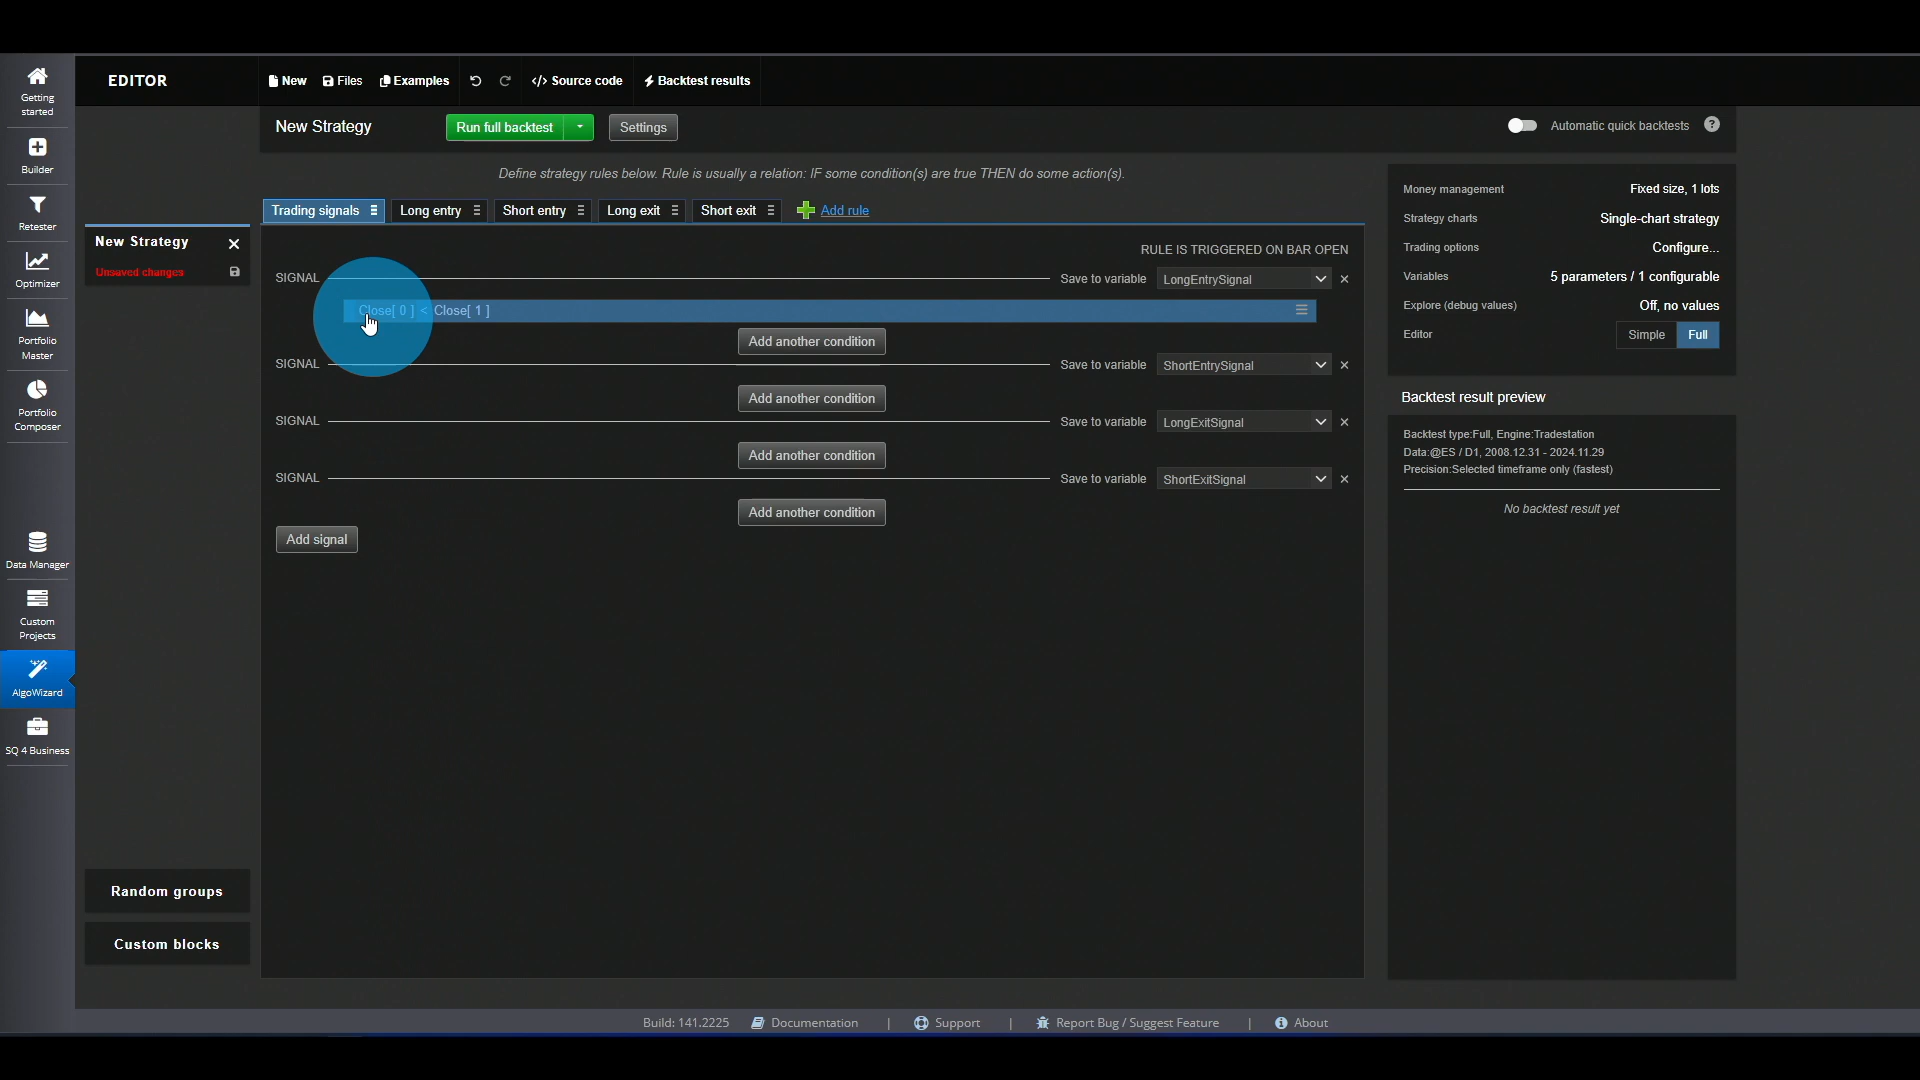 EDITOR
New
Files
Examples
</> Source code
Backtest results
Getting
started
Builder
Retester
Optimizer
Portfolio
Master
Portfolio
Composer
Data Manager
Custom
Projects
AlgoWizard
SQ 4 Business
New Strategy
Unsaved changes
Random groups
Custom blocks
New Strategy
Run full backtest
Settings
Automatic quick backtests
?
Define strategy rules below. Rule is usually a relation: IF some condition(s) are true THEN do some action(s).
Trading signals
Long entry
Short entry
Long exit
Short exit
Add rule
RULE IS TRIGGERED ON BAR OPEN
SIGNAL
Save to variable
LongEntrySignal
Close[ 0 ] < Close[ 1 ]
Add another condition
SIGNAL
Save to variable
ShortEntrySignal
Add another condition
SIGNAL
Save to variable
LongExitSignal
Add another condition
SIGNAL
Save to variable
ShortExitSignal
Add another condition
Add signal
Money management
Fixed size, 1 lots
Strategy charts
Single-chart strategy
Trading options
Configure...
Variables
5 parameters / 1 configurable
Explore (debug values)
Off, no values
Editor
Simple
Full
Backtest result preview
Backtest type:Full, Engine:Tradestation
Data:@ES / D1, 2008.12.31 - 2024.11.29
Precision:Selected timeframe only (fastest)
No backtest result yet
Build: 141.2225
Documentation
|
Support
|
Report Bug / Suggest Feature
|
About